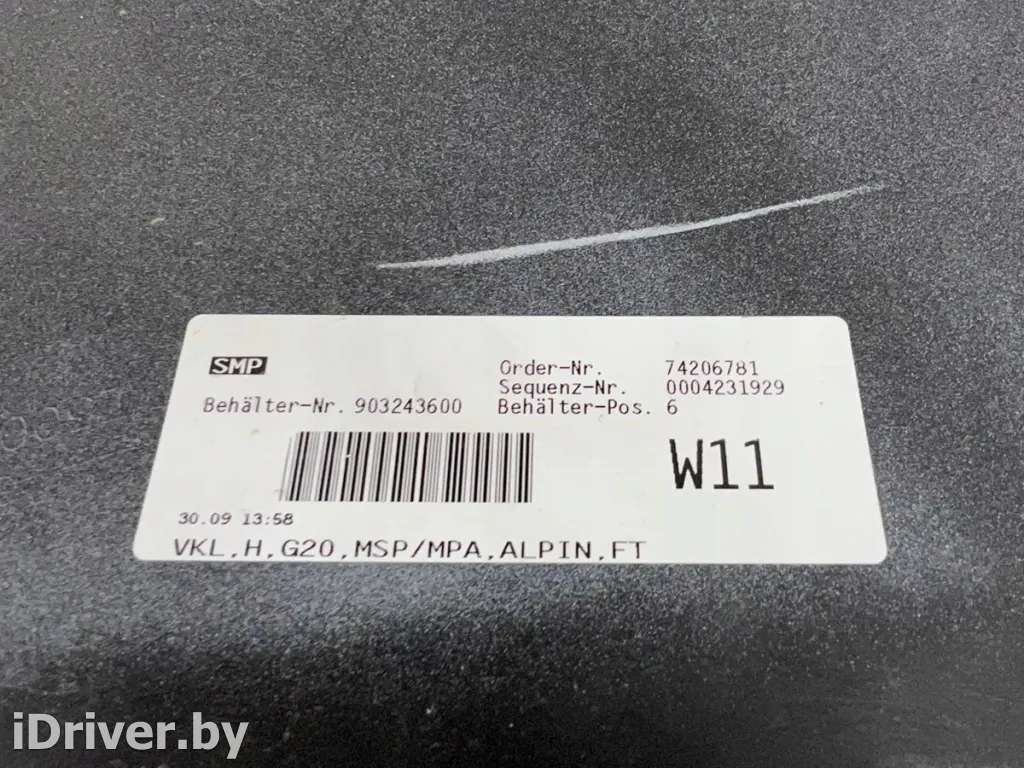 SMP
Order-Nr. 74206781
Sequenz-Nr. 0004231929
Behälter-Nr. 903243600 Behälter-Pos. 6
W11
30.09 13:58
VKL,H,G20,MSP/MPA,ALPIN,FT
iDriver.by